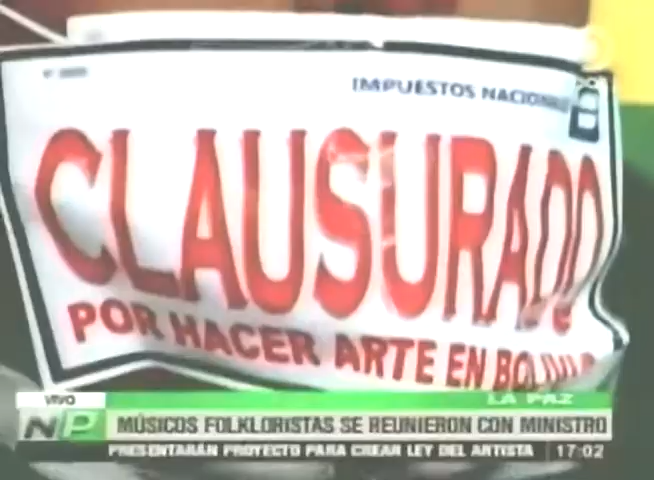 IMPUESTOS NACIONALES
CLAUSURADO
POR HACER ARTE EN BOLIVIA
LA PAZ
VIVO
NP
MÚSICOS FOLKLORISTAS SE REUNIERON CON MINISTRO
PRESENTARÁN PROYECTO PARA CREAR LEY DEL ARTISTA
17:02